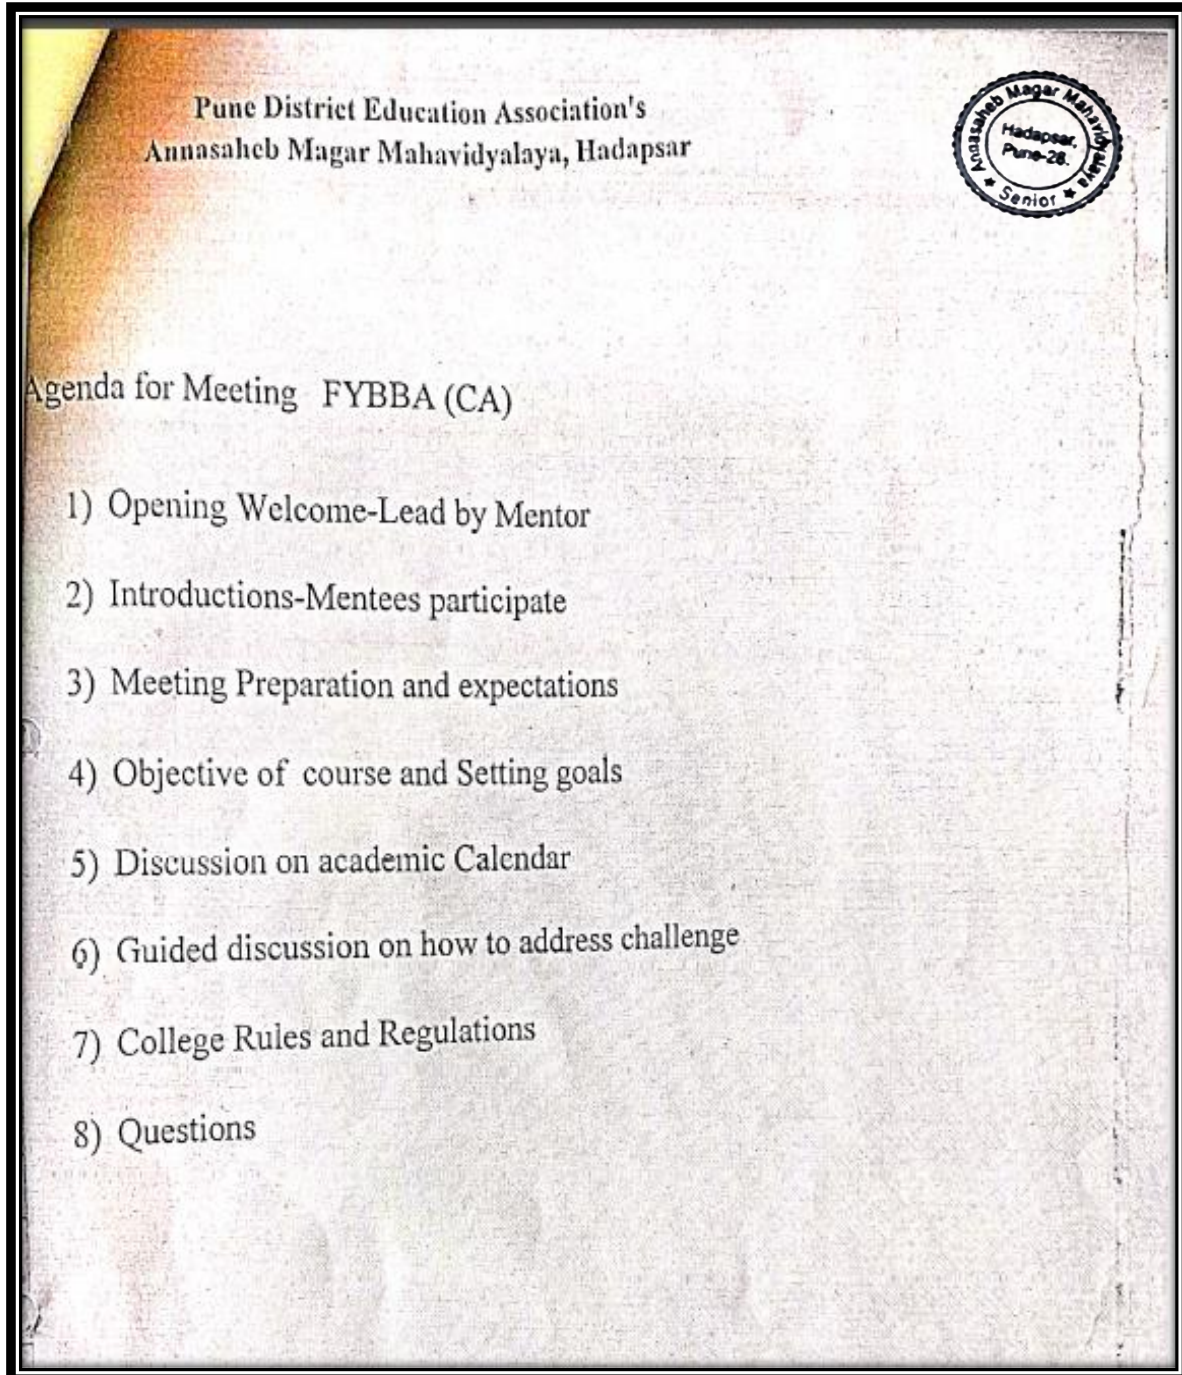 Pune District Education Association's
Annasaheb Magar Mahavidyalaya, Hadapsar
Annasaheb Magar Mahavidyalaya
Hadapsar,
Pune-28.
★ Senior ★
Agenda for Meeting FYBBA (CA)
1) Opening Welcome-Lead by Mentor
2) Introductions-Mentees participate
3) Meeting Preparation and expectations
4) Objective of course and Setting goals
5) Discussion on academic Calendar
6) Guided discussion on how to address challenge
7) College Rules and Regulations
8) Questions